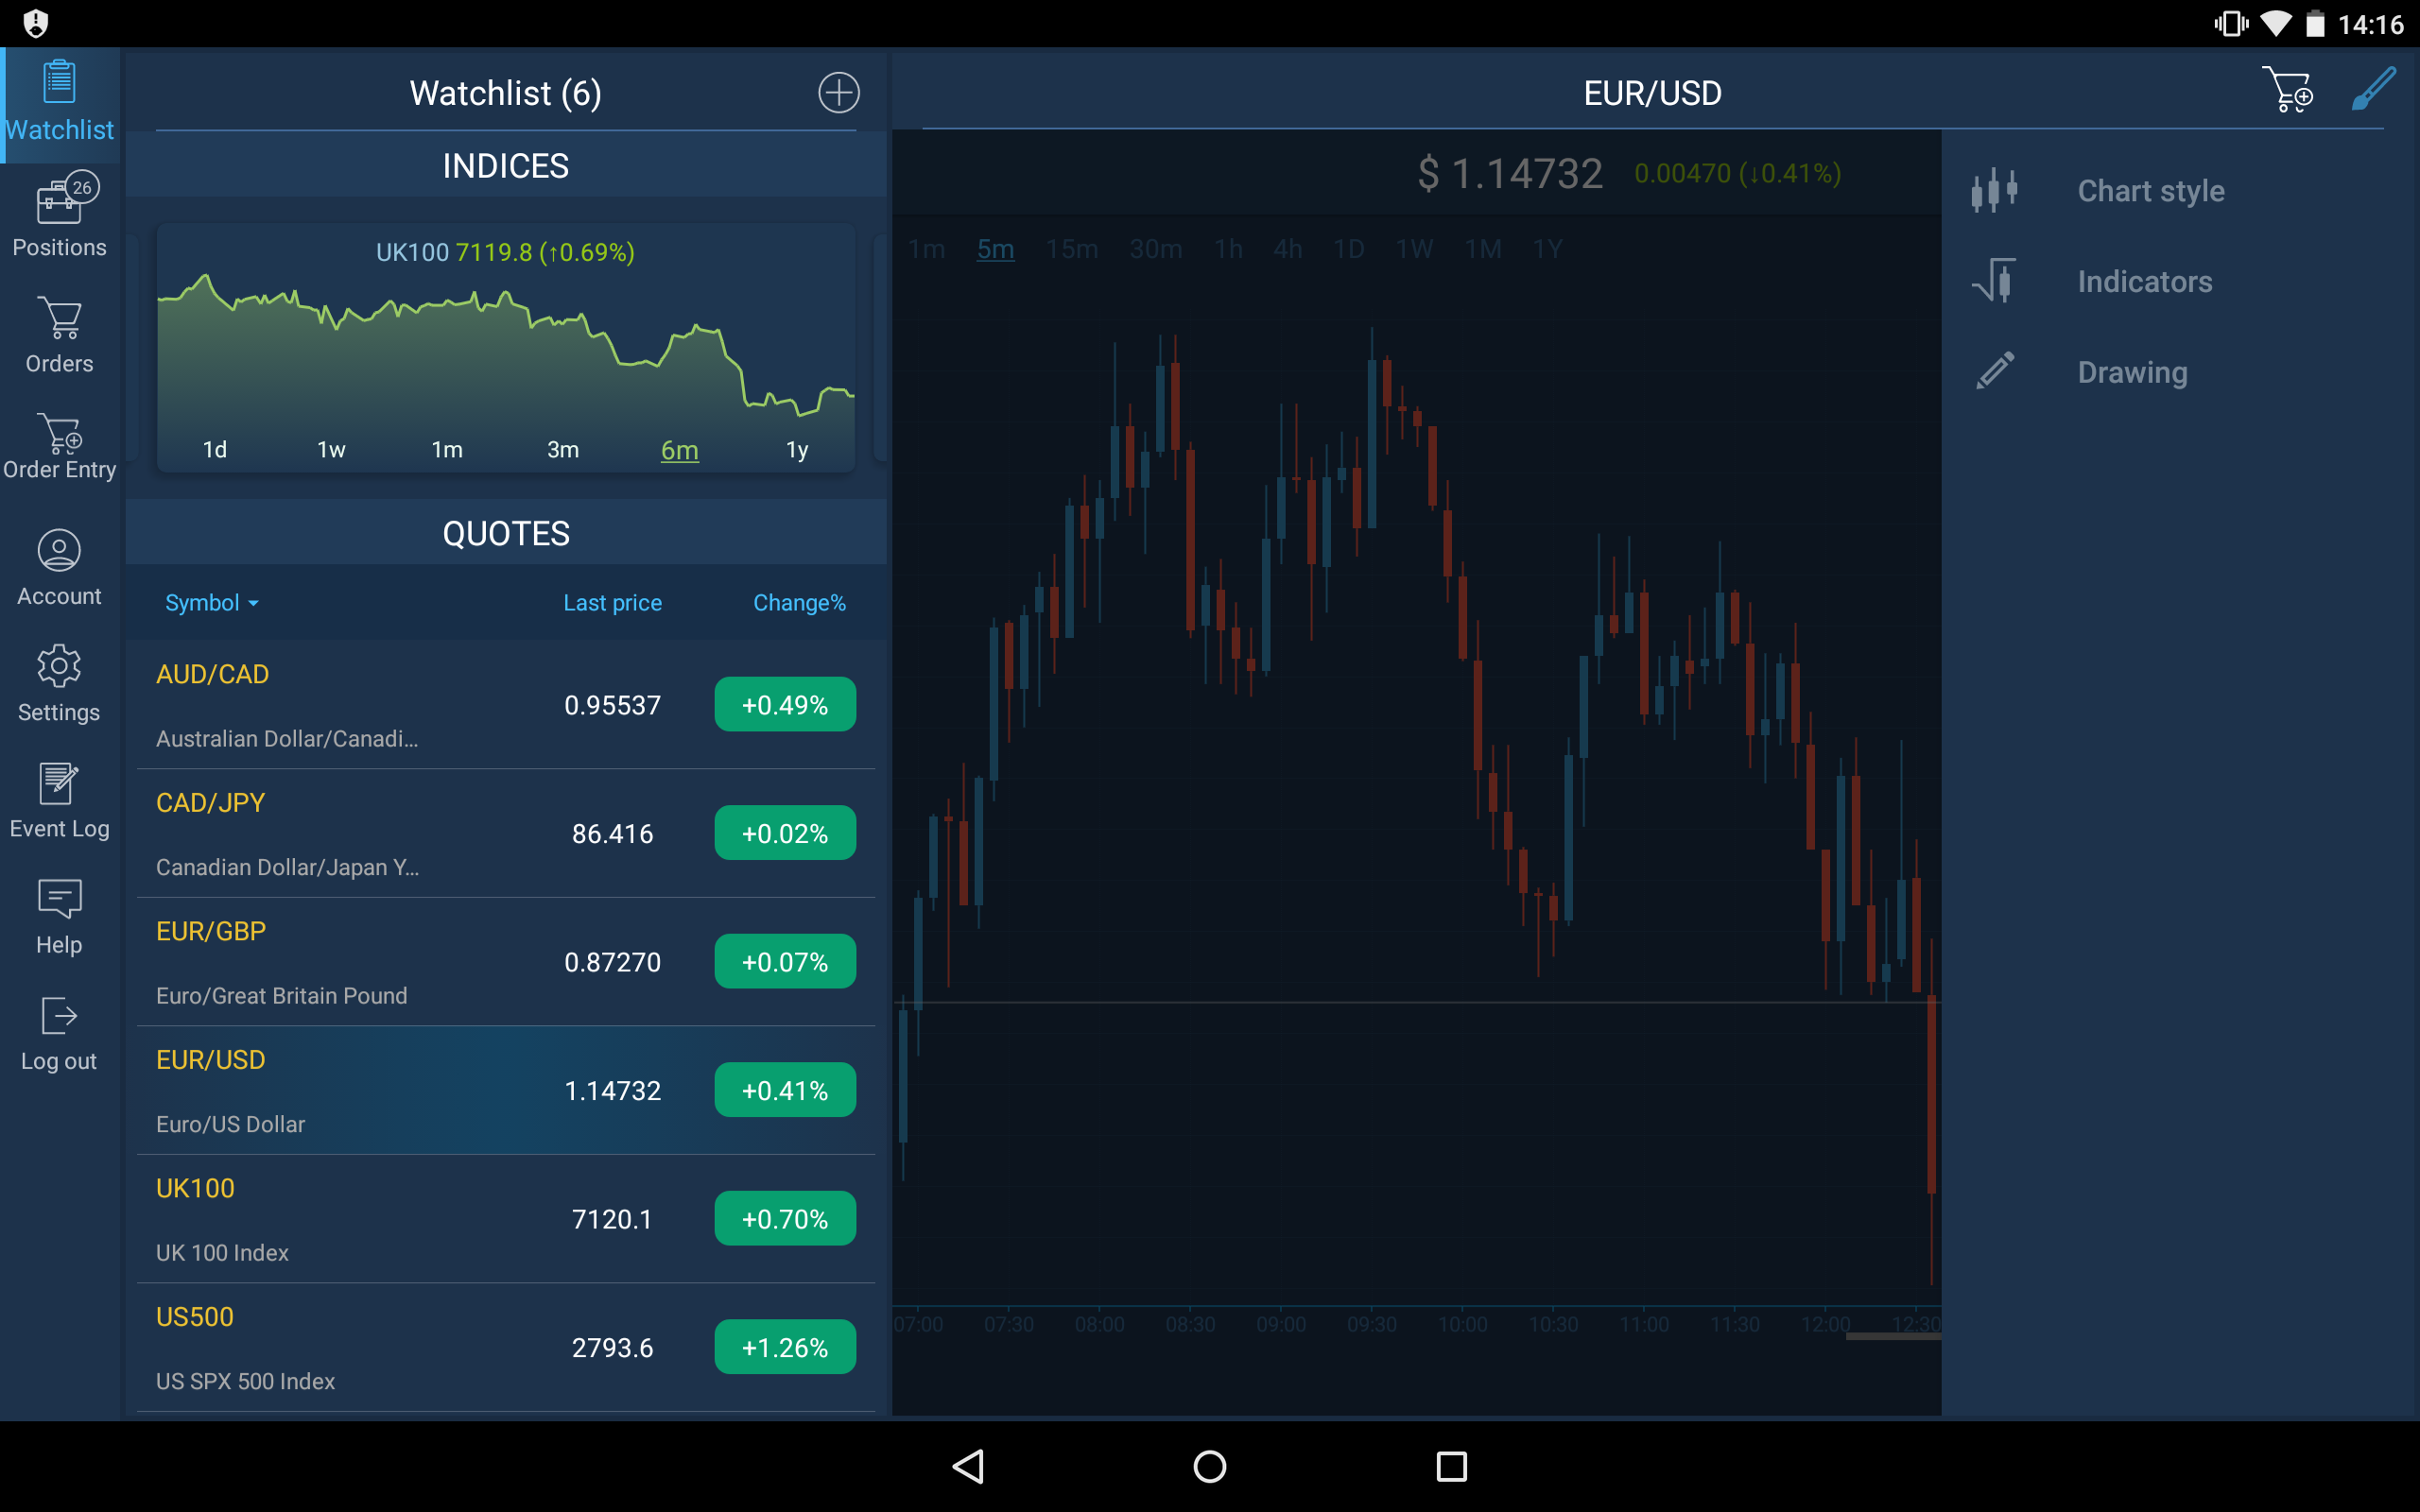 14:16
Watchlist
26
Positions
Orders
Order Entry
Account
Settings
Event Log
Help
Log out
Watchlist (6)
INDICES
UK100 7119.8 (↑0.69%)
1d 1w 1m 3m 6m 1y
QUOTES
Symbol Last price Change%
AUD/CAD
0.95537 +0.49%
Australian Dollar/Canadi...
CAD/JPY
86.416 +0.02%
Canadian Dollar/Japan Y...
EUR/GBP
0.87270 +0.07%
Euro/Great Britain Pound
EUR/USD
1.14732 +0.41%
Euro/US Dollar
UK100
7120.1 +0.70%
UK 100 Index
US500
2793.6 +1.26%
US SPX 500 Index
EUR/USD
$ 1.14732 0.00470 (↓0.41%)
1m 5m 15m 30m 1h 4h 1D 1W 1M 1Y
07:00 07:30 08:00 08:30 09:00 09:30 10:00 10:30 11:00 11:30 12:00 12:30
Chart style
Indicators
Drawing